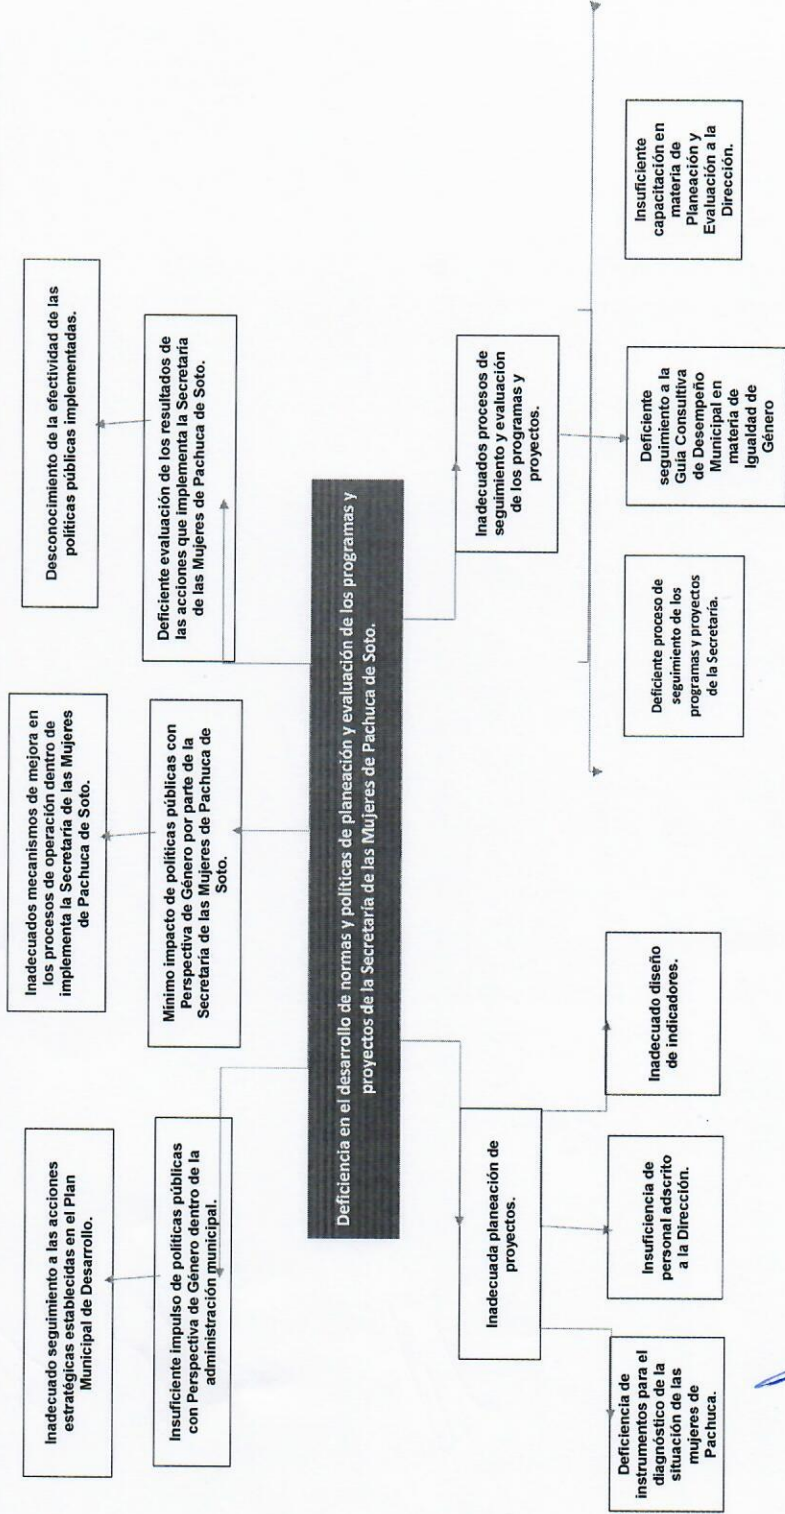 Inadecuado seguimiento a las acciones
estratégicas establecidas en el Plan
Municipal de Desarrollo.
Inadecuados mecanismos de mejora en
los procesos de operación dentro de
implementa la Secretaría de las Mujeres
de Pachuca de Soto.
Desconocimiento de la efectividad de las
políticas públicas implementadas.
Insuficiente impulso de políticas públicas
con Perspectiva de Género dentro de la
administración municipal.
Mínimo impacto de políticas públicas con
Perspectiva de Género por parte de la
Secretaría de las Mujeres de Pachuca de
Soto.
Deficiente evaluación de los resultados de
las acciones que implementa la Secretaría
de las Mujeres de Pachuca de Soto.
Deficiencia en el desarrollo de normas y políticas de planeación y evaluación de los programas y
proyectos de la Secretaría de las Mujeres de Pachuca de Soto.
Inadecuada planeación de
proyectos.
Inadecuados procesos de
seguimiento y evaluación
de los programas y
proyectos.
Deficiencia de
instrumentos para el
diagnóstico de la
situación de las
mujeres de
Pachuca.
Insuficiencia de
personal adscrito
a la Dirección.
Inadecuado diseño
de indicadores.
Deficiente proceso de
seguimiento de los
programas y proyectos
de la Secretaría.
Deficiente
seguimiento a la
Guía Consultiva
de Desempeño
Municipal en
materia de
Igualdad de
Género
Insuficiente
capacitación en
materia de
Planeación y
Evaluación a la
Dirección.